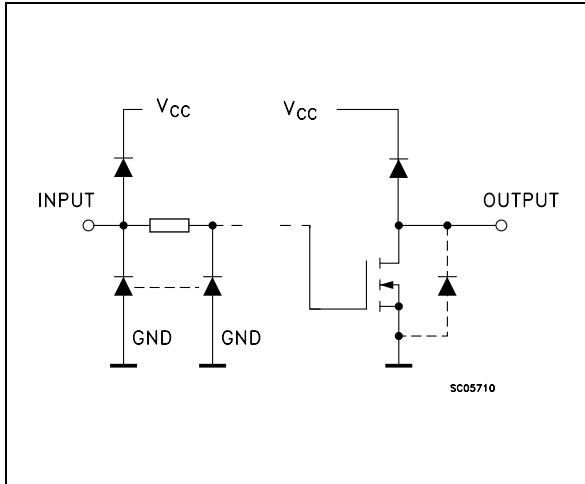 VCC
VCC
INPUT
OUTPUT
GND
GND
SC05710